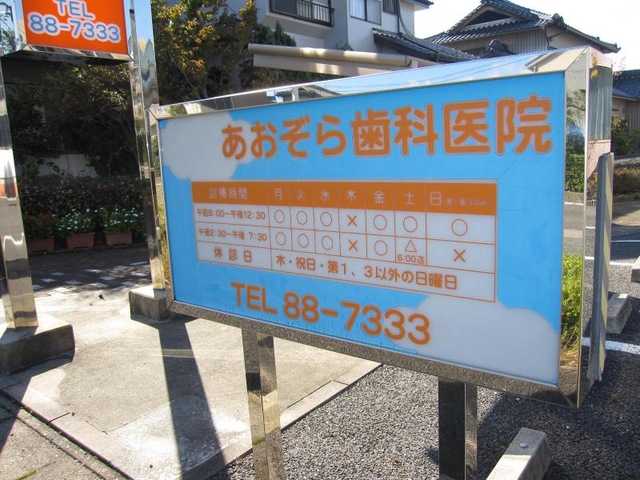 TEL
88-7333
あおぞら歯科医院
診療時間 月 火 水 木 金 土 日
午前9:00〜午後12:30 ○ ○ ○ × ○ ○ ○
午後2:30〜午後 7:30 ○ ○ ○ × ○ △ ×
6:00迄
休診日 木・祝日・第1、3以外の日曜日
TEL 88-7333